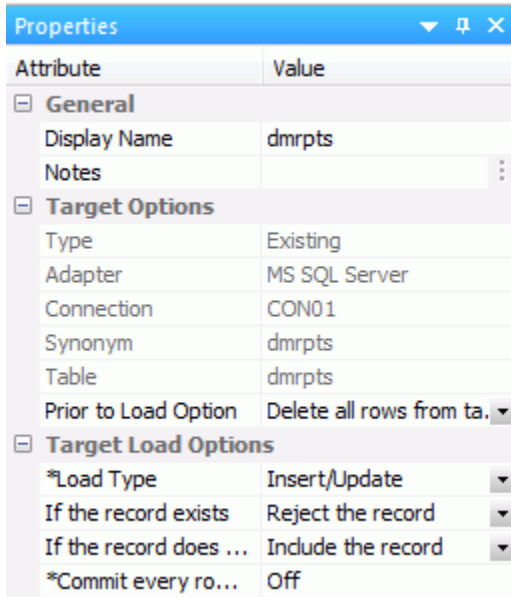 Properties
Attribute Value
General
Display Name dmrpts
Notes
Target Options
Type Existing
Adapter MS SQL Server
Connection CON01
Synonym dmrpts
Table dmrpts
Prior to Load Option Delete all rows from ta.
Target Load Options
*Load Type Insert/Update
If the record exists Reject the record
If the record does ... Include the record
*Commit every ro... Off